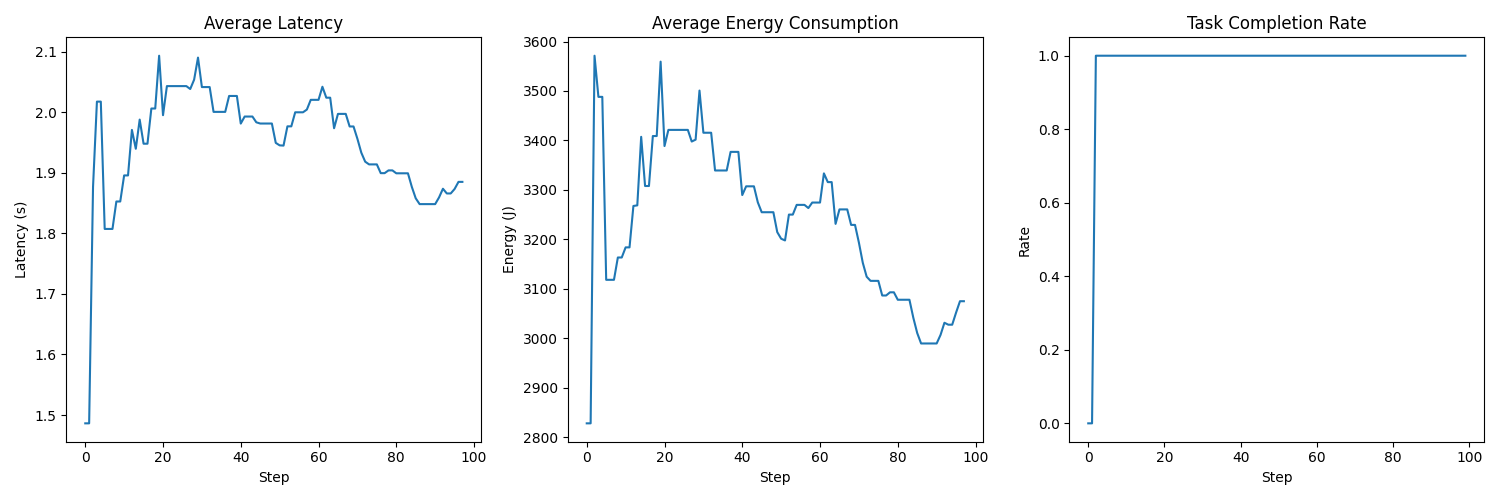 Average Latency
Latency (s)
2.1
2.0
1.9
1.8
1.7
1.6
1.5
0 20 40 60 80 100
Step
Average Energy Consumption
Energy (J)
3600
3500
3400
3300
3200
3100
3000
2900
2800
0 20 40 60 80 100
Step
Task Completion Rate
Rate
1.0
0.8
0.6
0.4
0.2
0.0
0 20 40 60 80 100
Step